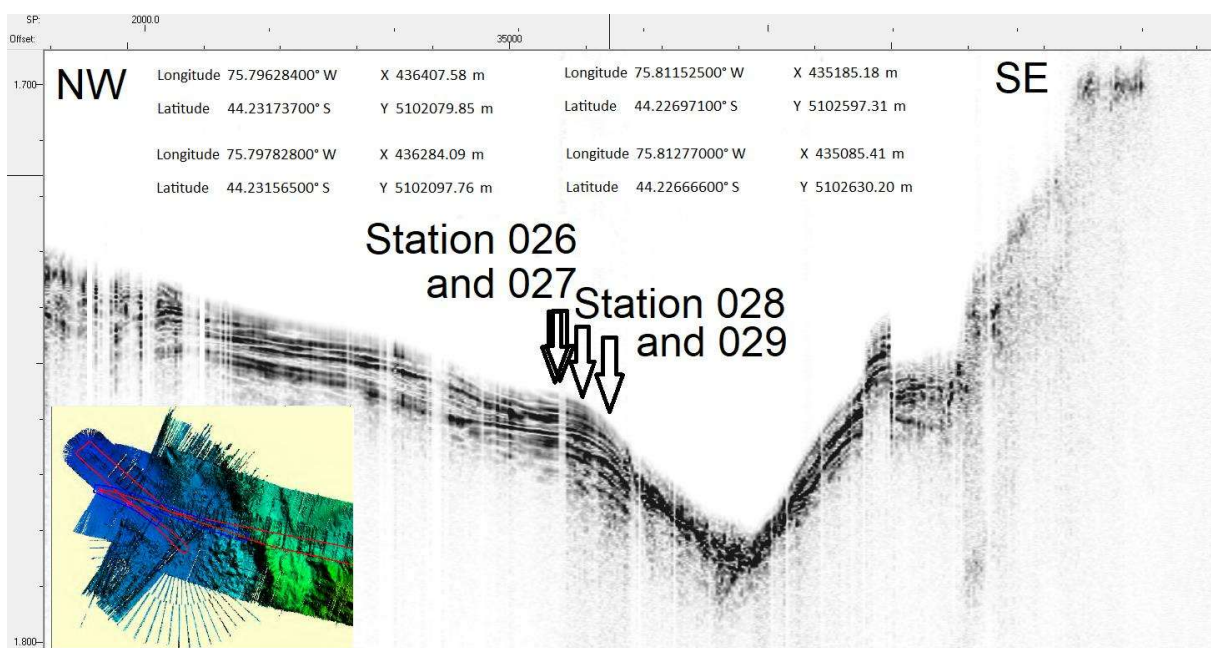 SP: 2000.0
Offset: 35000
NW SE
Longitude 75.79628400° W X 436407.58 m Longitude 75.81152500° W X 435185.18 m
1.700
Latitude 44.23173700° S Y 5102079.85 m Latitude 44.22697100° S Y 5102597.31 m
Longitude 75.79782800° W X 436284.09 m Longitude 75.81277000° W X 435085.41 m
Latitude 44.23156500° S Y 5102097.76 m Latitude 44.22666600° S Y 5102630.20 m
Station 026
and 027
Station 028
and 029
1.800